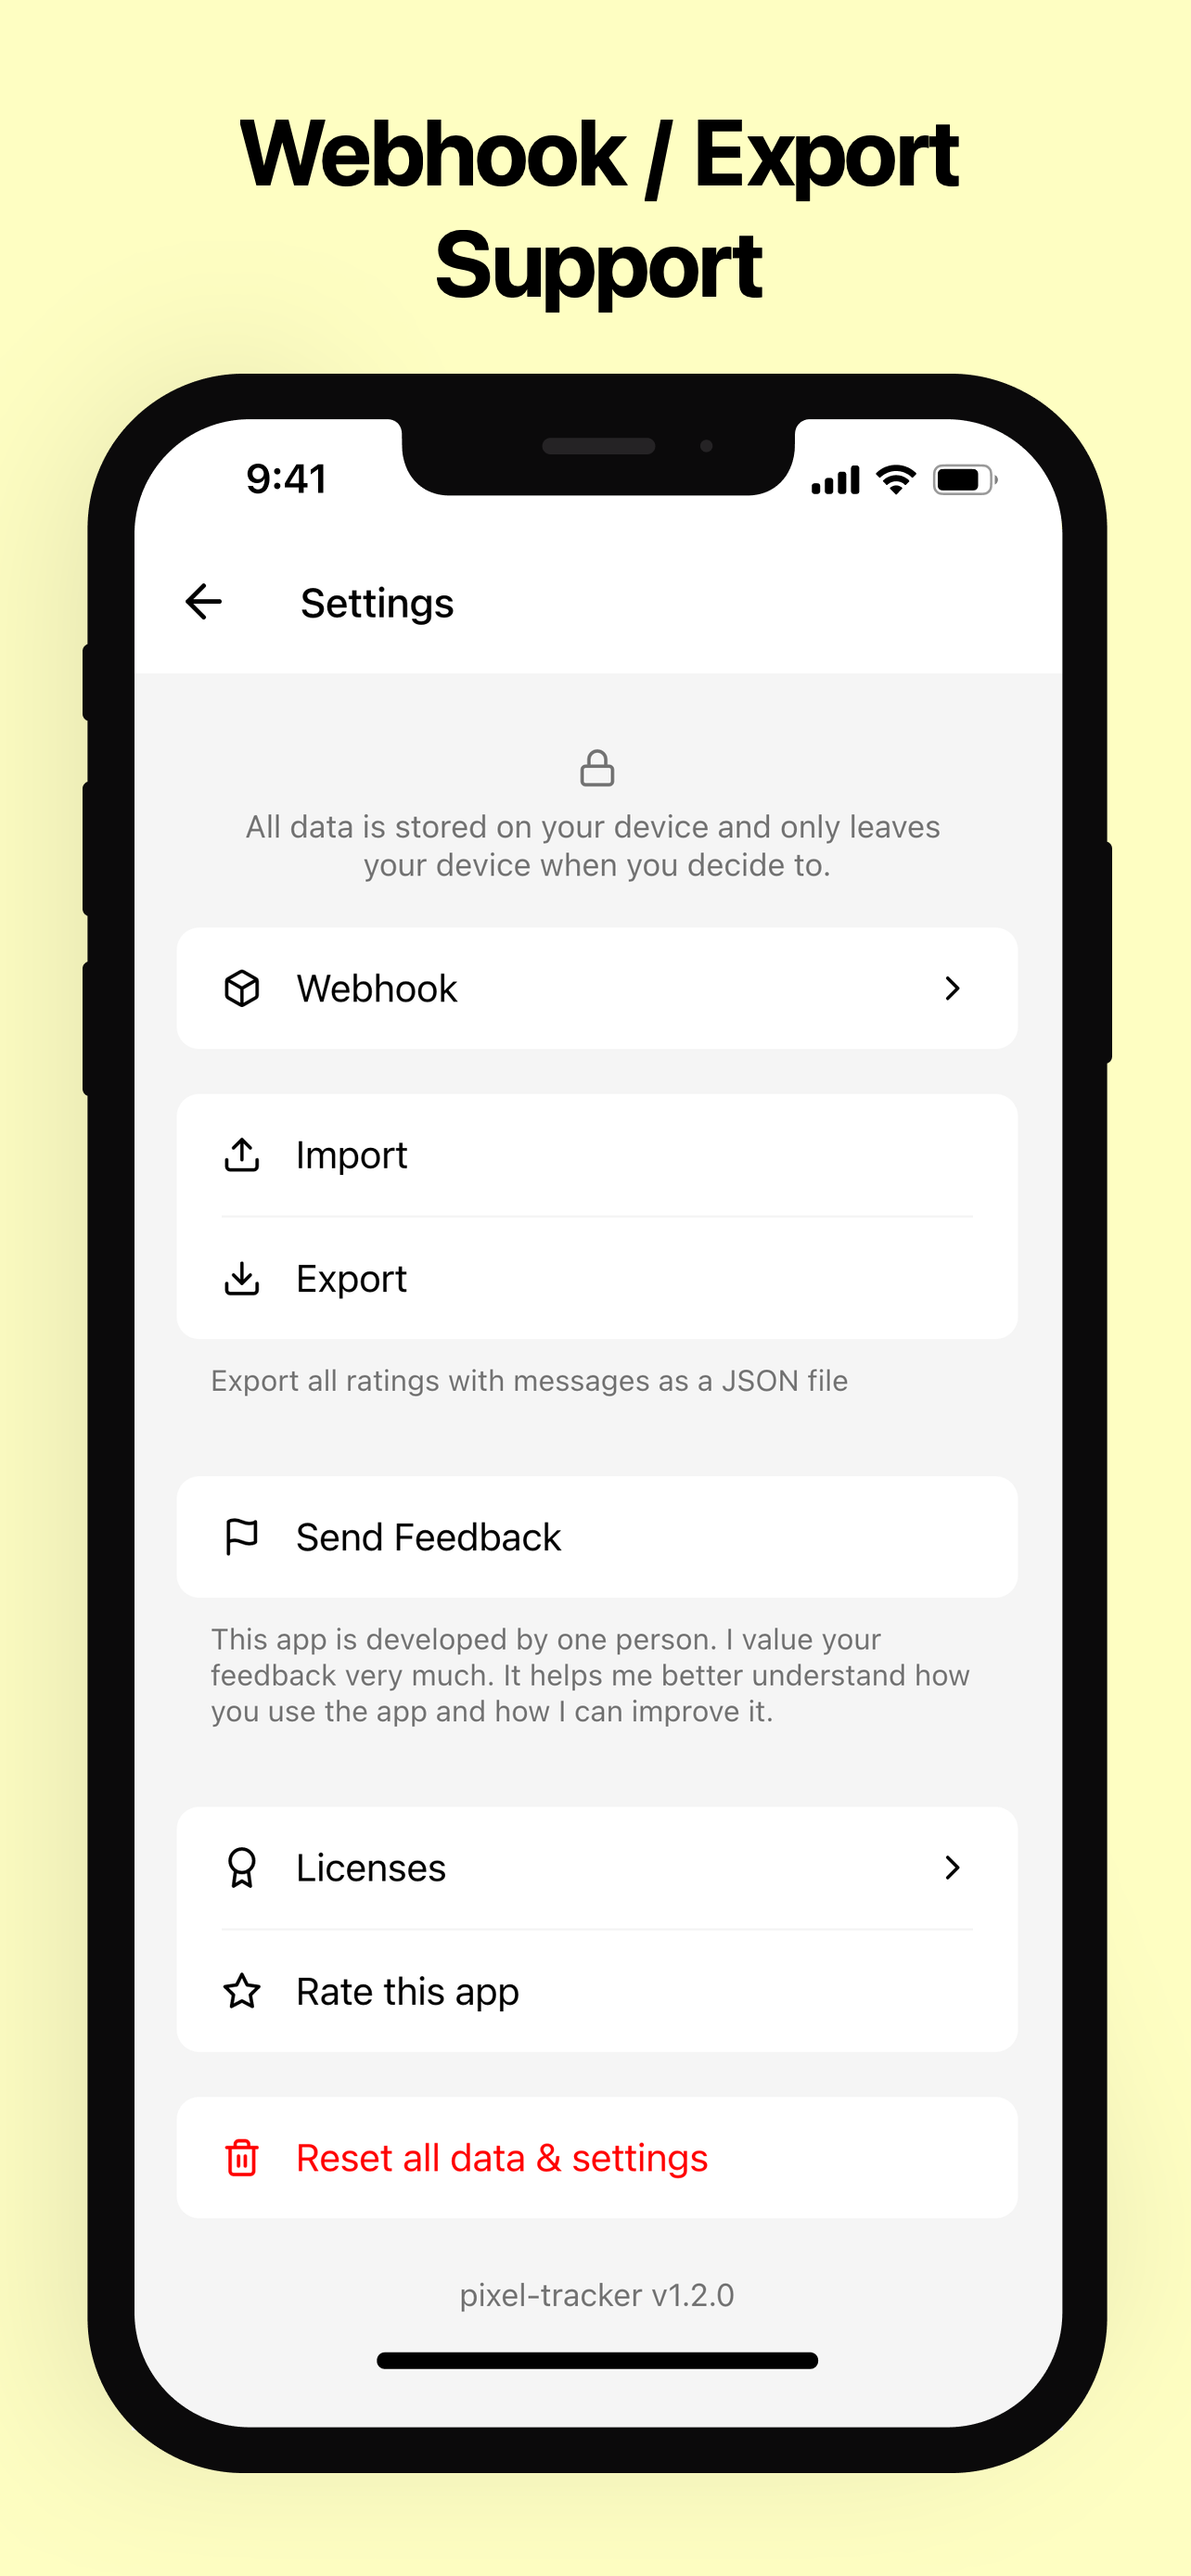 Webhook / Export
Support
9:41
Settings
All data is stored on your device and only leaves
your device when you decide to.
Webhook
Import
Export
Export all ratings with messages as a JSON file
Send Feedback
This app is developed by one person. I value your
feedback very much. It helps me better understand how
you use the app and how I can improve it.
Licenses
Rate this app
Reset all data & settings
pixel-tracker v1.2.0